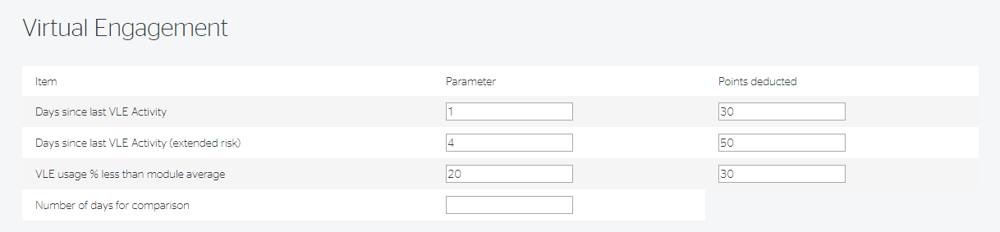 Virtual Engagement
Item Parameter Points deducted
Days since last VLE Activity 1 30
Days since last VLE Activity (extended risk) 4 50
VLE usage % less than module average 20 30
Number of days for comparison